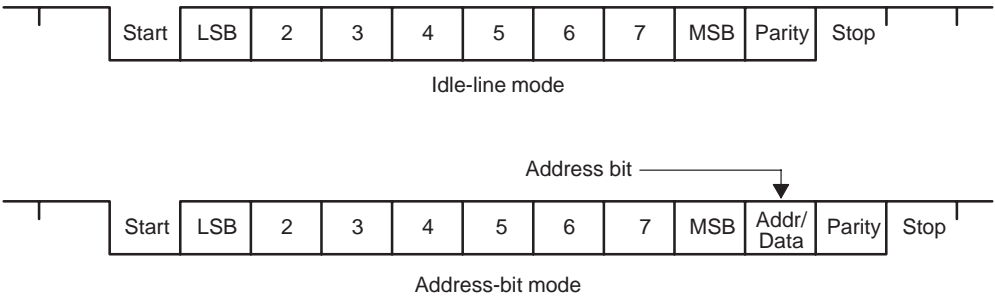 Start LSB 2 3 4 5 6 7 MSB Parity Stop
Idle-line mode
Address bit
Start LSB 2 3 4 5 6 7 MSB Addr/ Data Parity Stop
Address-bit mode